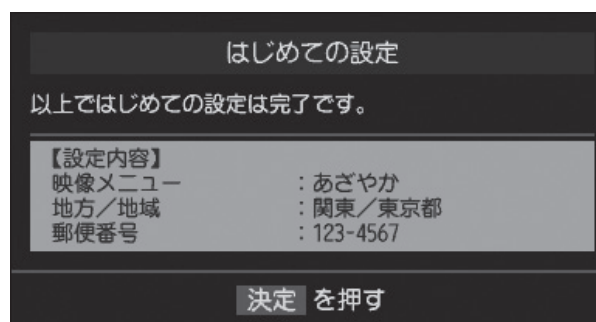 はじめての設定
以上ではじめての設定は完了です。
【設定内容】
映像メニュー ：あざやか
地方／地域 ：関東／東京都
郵便番号 ：123-4567
決定 を押す